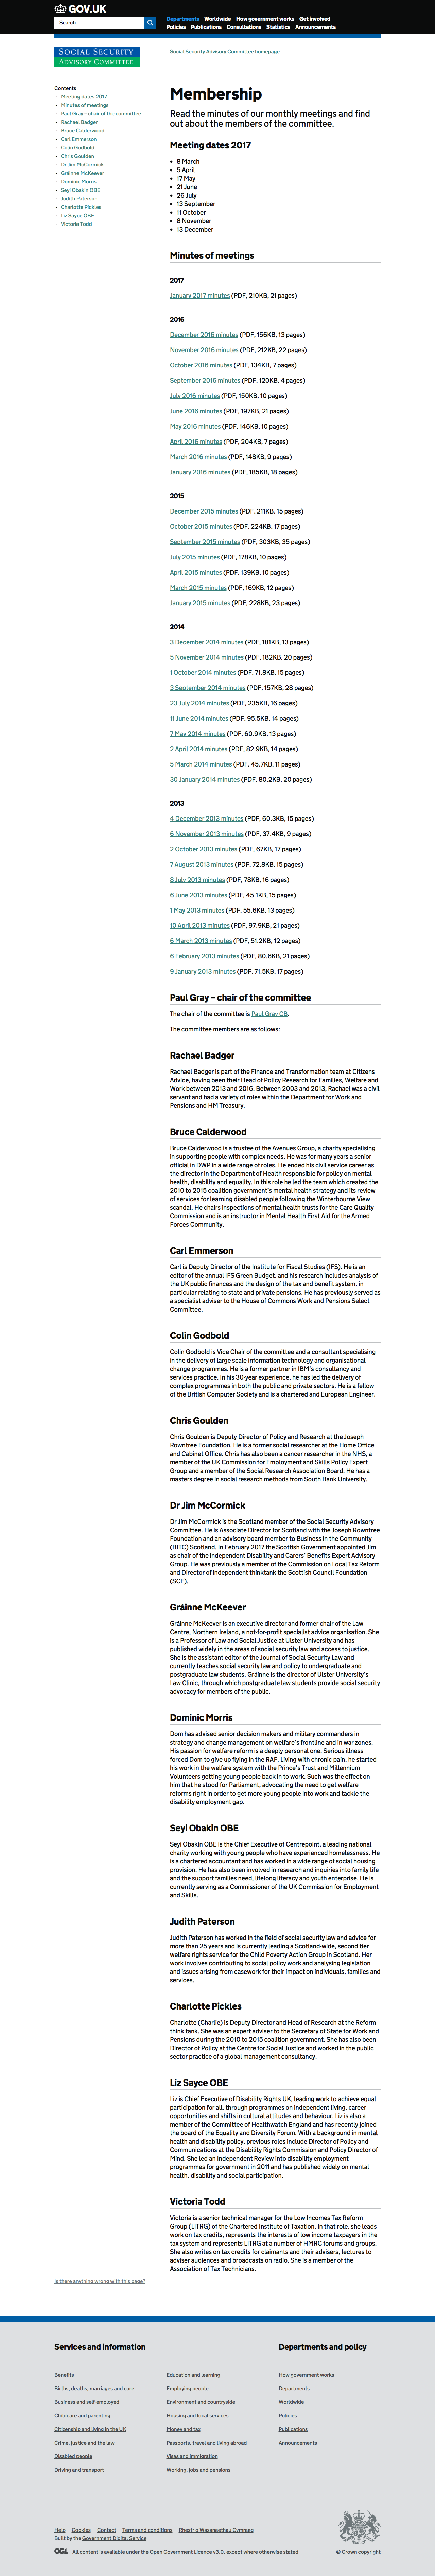 GOV.UK
Search
Departments Worldwide How government works Get involved
Policies Publications Consultations Statistics Announcements
SOCIAL SECURITY
ADVISORY COMMITTEE
Social Security Advisory Committee homepage
Contents
Meeting dates 2017
Minutes of meetings
Paul Gray – chair of the committee
Rachael Badger
Bruce Calderwood
Carl Emmerson
Colin Godbold
Chris Goulden
Dr Jim McCormick
Gráinne McKeever
Dominic Morris
Seyi Obakin OBE
Judith Paterson
Charlotte Pickles
Liz Sayce OBE
Victoria Todd
Membership
Read the minutes of our monthly meetings and find
out about the members of the committee.
Meeting dates 2017
8 March
5 April
17 May
21 June
26 July
13 September
11 October
8 November
13 December
Minutes of meetings
2017
January 2017 minutes (PDF, 210KB, 21 pages)
2016
December 2016 minutes (PDF, 156KB, 13 pages)
November 2016 minutes (PDF, 212KB, 22 pages)
October 2016 minutes (PDF, 134KB, 7 pages)
September 2016 minutes (PDF, 120KB, 4 pages)
July 2016 minutes (PDF, 150KB, 10 pages)
June 2016 minutes (PDF, 197KB, 21 pages)
May 2016 minutes (PDF, 146KB, 10 pages)
April 2016 minutes (PDF, 204KB, 7 pages)
March 2016 minutes (PDF, 148KB, 9 pages)
January 2016 minutes (PDF, 185KB, 18 pages)
2015
December 2015 minutes (PDF, 211KB, 15 pages)
October 2015 minutes (PDF, 224KB, 17 pages)
September 2015 minutes (PDF, 303KB, 35 pages)
July 2015 minutes (PDF, 178KB, 10 pages)
April 2015 minutes (PDF, 139KB, 10 pages)
March 2015 minutes (PDF, 169KB, 12 pages)
January 2015 minutes (PDF, 228KB, 23 pages)
2014
3 December 2014 minutes (PDF, 181KB, 13 pages)
5 November 2014 minutes (PDF, 182KB, 20 pages)
1 October 2014 minutes (PDF, 71.8KB, 15 pages)
3 September 2014 minutes (PDF, 157KB, 28 pages)
23 July 2014 minutes (PDF, 235KB, 16 pages)
11 June 2014 minutes (PDF, 95.5KB, 14 pages)
7 May 2014 minutes (PDF, 60.9KB, 13 pages)
2 April 2014 minutes (PDF, 82.9KB, 14 pages)
5 March 2014 minutes (PDF, 45.7KB, 11 pages)
30 January 2014 minutes (PDF, 80.2KB, 20 pages)
2013
4 December 2013 minutes (PDF, 60.3KB, 15 pages)
6 November 2013 minutes (PDF, 37.4KB, 9 pages)
2 October 2013 minutes (PDF, 67KB, 17 pages)
7 August 2013 minutes (PDF, 72.8KB, 15 pages)
8 July 2013 minutes (PDF, 78KB, 16 pages)
6 June 2013 minutes (PDF, 45.1KB, 15 pages)
1 May 2013 minutes (PDF, 55.6KB, 13 pages)
10 April 2013 minutes (PDF, 97.9KB, 21 pages)
6 March 2013 minutes (PDF, 51.2KB, 12 pages)
6 February 2013 minutes (PDF, 80.6KB, 21 pages)
9 January 2013 minutes (PDF, 71.5KB, 17 pages)
Paul Gray – chair of the committee
The chair of the committee is Paul Gray CB.
The committee members are as follows:
Rachael Badger
Rachael Badger is part of the Finance and Transformation team at Citizens
Advice, having been their Head of Policy Research for Families, Welfare and
Work between 2013 and 2016. Between 2003 and 2013, Rachael was a civil
servant and had a variety of roles within the Department for Work and
Pensions and HM Treasury.
Bruce Calderwood
Bruce Calderwood is a trustee of the Avenues Group, a charity specialising
in supporting people with complex needs. He was for many years a senior
official in DWP in a wide range of roles. He ended his civil service career as
the director in the Department of Health responsible for policy on mental
health, disability and equality. In this role he led the team which created the
2010 to 2015 coalition government's mental health strategy and its review
of services for learning disabled people following the Winterbourne View
scandal. He chairs inspections of mental health trusts for the Care Quality
Commission and is an instructor in Mental Health First Aid for the Armed
Forces Community.
Carl Emmerson
Carl is Deputy Director of the Institute for Fiscal Studies (IFS). He is an
editor of the annual IFS Green Budget, and his research includes analysis of
the UK public finances and the design of the tax and benefit system, in
particular relating to state and private pensions. He has previously served as
a specialist adviser to the House of Commons Work and Pensions Select
Committee.
Colin Godbold
Colin Godbold is Vice Chair of the committee and a consultant specialising
in the delivery of large scale information technology and organisational
change programmes. He is a former partner in IBM's consultancy and
services practice. In his 30-year experience, he has led the delivery of
complex programmes in both the public and private sectors. He is a fellow
of the British Computer Society and is a chartered and European Engineer.
Chris Goulden
Chris Goulden is Deputy Director of Policy and Research at the Joseph
Rowntree Foundation. He is a former social researcher at the Home Office
and Cabinet Office. Chris has also been a cancer researcher in the NHS, a
member of the UK Commission for Employment and Skills Policy Expert
Group and a member of the Social Research Association Board. He has a
masters degree in social research methods from South Bank University.
Dr Jim McCormick
Dr Jim McCormick is the Scotland member of the Social Security Advisory
Committee. He is Associate Director for Scotland with the Joseph Rowntree
Foundation and an advisory board member to Business in the Community
(BITC) Scotland. In February 2017 the Scottish Government appointed Jim
as chair of the independent Disability and Carers' Benefits Expert Advisory
Group. He was previously a member of the Commission on Local Tax Reform
and Director of independent thinktank the Scottish Council Foundation
(SCF).
Gráinne McKeever
Gráinne McKeever is an executive director and former chair of the Law
Centre, Northern Ireland, a not-for-profit specialist advice organisation. She
is a Professor of Law and Social Justice at Ulster University and has
published widely in the areas of social security law and access to justice.
She is the assistant editor of the Journal of Social Security Law and
currently teaches social security law and policy to undergraduate and
postgraduate students. Gráinne is the director of Ulster University's
Law Clinic, through which postgraduate law students provide social security
advocacy for members of the public.
Dominic Morris
Dom has advised senior decision makers and military commanders in
strategy and change management on welfare's frontline and in war zones.
His passion for welfare reform is a deeply personal one. Serious illness
forced Dom to give up flying in the RAF. Living with chronic pain, he started
his work in the welfare system with the Prince's Trust and Millennium
Volunteers getting young people back in to work. Such was the effect on
him that he stood for Parliament, advocating the need to get welfare
reforms right in order to get more young people into work and tackle the
disability employment gap.
Seyi Obakin OBE
Seyi Obakin OBE is the Chief Executive of Centrepoint, a leading national
charity working with young people who have experienced homelessness. He
is a chartered accountant and has worked in a wide range of social housing
roles. He has also been involved in research and inquiries into family life
and the support families need, lifelong literacy and youth enterprise. He is
currently serving as a Commissioner of the UK Commission for Employment
and Skills.
Judith Paterson
Judith Paterson has worked in the field of social security law and advice for
more than 25 years and is currently leading a Scotland-wide, second tier
welfare rights service for the Child Poverty Action Group in Scotland. Her
work involves contributing to social policy work and analysing legislation
and issues arising from casework for their impact on individuals, families and
services.
Charlotte Pickles
Charlotte (Charlie) is Deputy Director and Head of Research at the Reform
think tank. She was an expert adviser to the Secretary of State for Work and
Pensions during the 2010 to 2015 coalition government. She has also been
Director of Policy at the Centre for Social Justice and worked in the public
sector practice of a global management consultancy.
Liz Sayce OBE
Liz is Chief Executive of Disability Rights UK, leading work to achieve equal
participation for all, through programmes on independent living, career
opportunities and shifts in cultural attitudes and behaviour. Liz is also a
member of the Committee of Healthwatch England and has recently joined
the board of the Equality and Diversity Forum. With a background in mental
health and disability policy, previous roles include Director of Policy and
Communications at the Disability Rights Commission and Policy Director of
Mind. She led an Independent Review into disability employment
programmes for government in 2011 and has published widely on mental
health, disability and social participation.
Victoria Todd
Victoria is a senior technical manager for the Low Incomes Tax Reform
Group (LITRG) of the Chartered Institute of Taxation. In that role, she leads
work on tax credits, represents the interests of low income taxpayers in the
tax system and represents LITRG at a number of HMRC forums and groups.
She also writes on tax credits for claimants and their advisers, lectures to
adviser audiences and broadcasts on radio. She is a member of the
Association of Tax Technicians.
Is there anything wrong with this page?
Services and information
Benefits
Births, deaths, marriages and care
Business and self-employed
Childcare and parenting
Citizenship and living in the UK
Crime, justice and the law
Disabled people
Driving and transport
Education and learning
Employing people
Environment and countryside
Housing and local services
Money and tax
Passports, travel and living abroad
Visas and immigration
Working, jobs and pensions
Departments and policy
How government works
Departments
Worldwide
Policies
Publications
Announcements
Help Cookies Contact Terms and conditions Rhestr o Wasanaethau Cymraeg
Built by the Government Digital Service
OGL All content is available under the Open Government Licence v3.0, except where otherwise stated
© Crown copyright